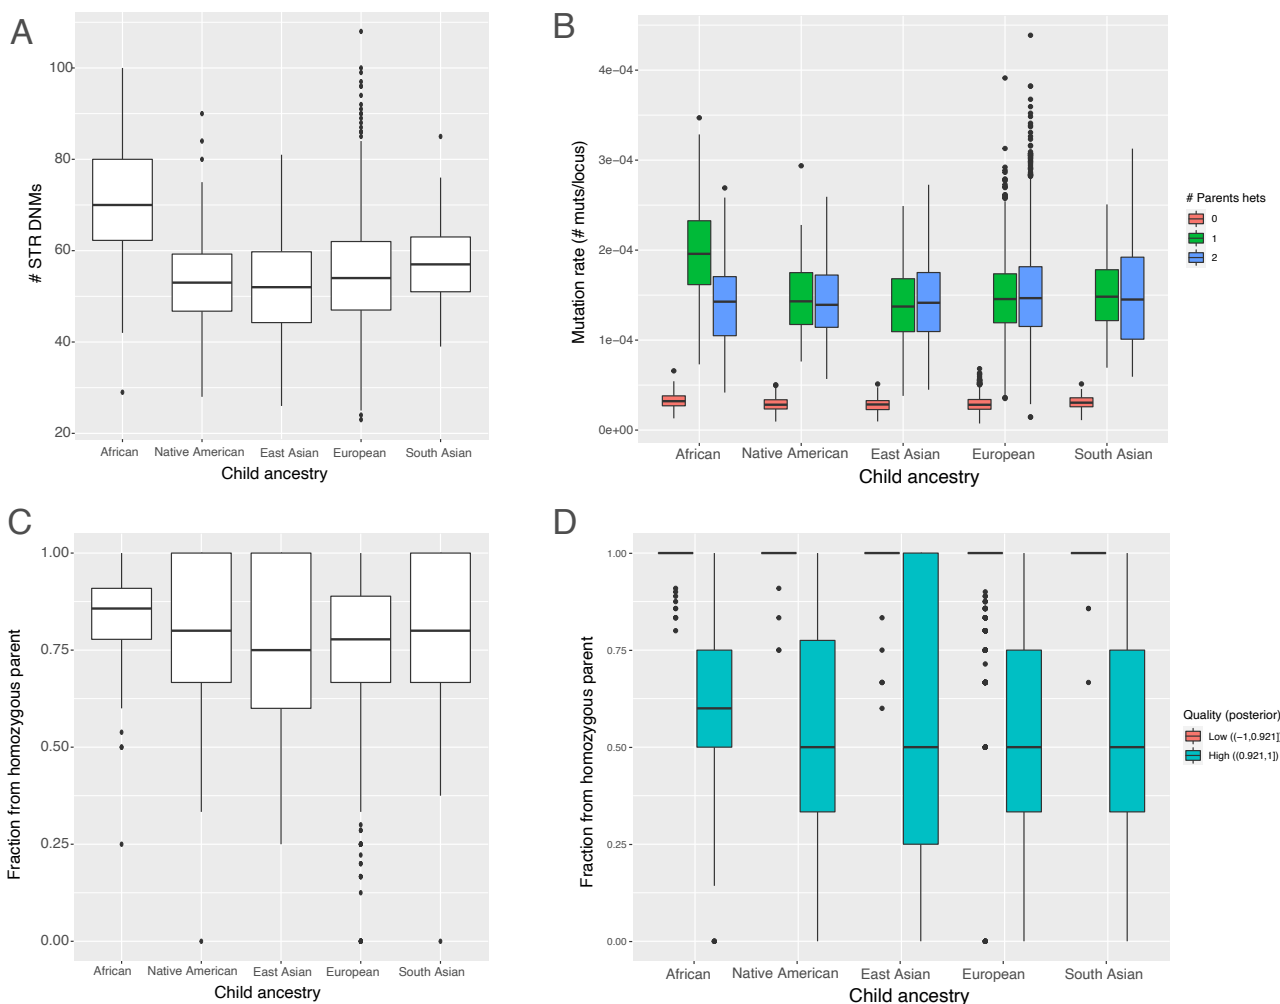 A
# STR DNMs
100
80
60
40
20
African
Native American
East Asian
European
South Asian
Child ancestry
B
Mutation rate (# muts/locus)
4e−04
3e−04
2e−04
1e−04
0e+00
African
Native American
East Asian
European
South Asian
Child ancestry
# Parents hets
0
1
2
C
Fraction from homozygous parent
1.00
0.75
0.50
0.25
0.00
African
Native American
East Asian
European
South Asian
Child ancestry
D
Fraction from homozygous parent
1.00
0.75
0.50
0.25
0.00
African
Native American
East Asian
European
South Asian
Child ancestry
Quality (posterior)
Low ((−1,0.921]
High ((0.921,1])